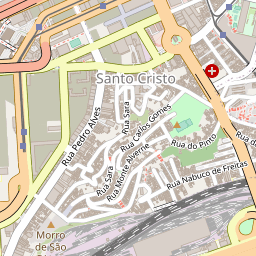 Santo Cristo
Rua Sara
Rua Pedro Alves
Rua Carlos Gomes
Rua do Pinto
Rua Monte Alverne
Rua Sara
Rua Nabuco de Freitas
Morro
de São